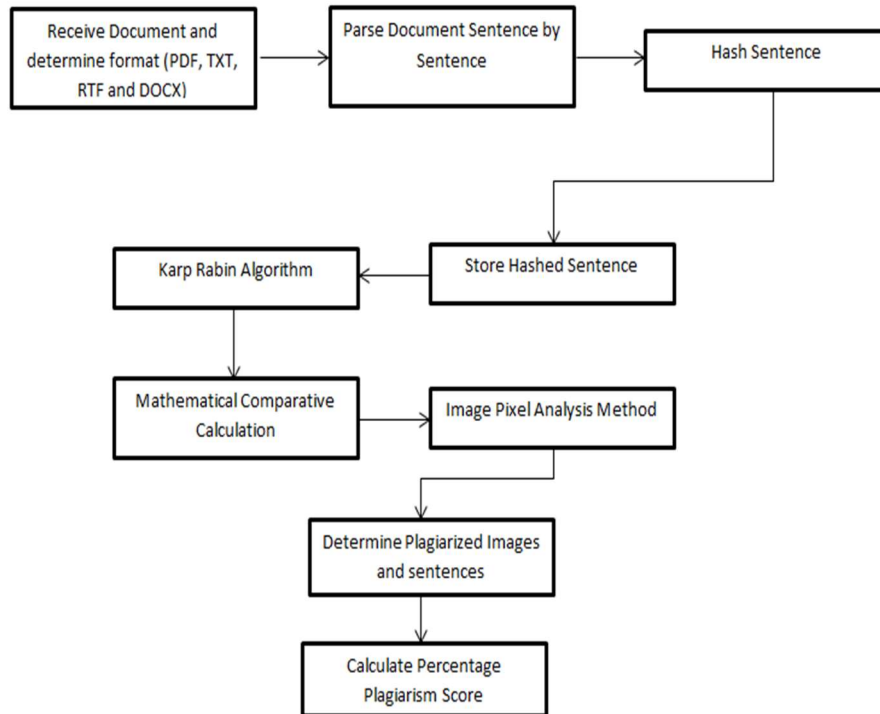 Receive Document and
determine format (PDF, TXT,
RTF and DOCX)
Parse Document Sentence by
Sentence
Hash Sentence
Store Hashed Sentence
Karp Rabin Algorithm
Mathematical Comparative
Calculation
Image Pixel Analysis Method
Determine Plagiarized Images
and sentences
Calculate Percentage
Plagiarism Score